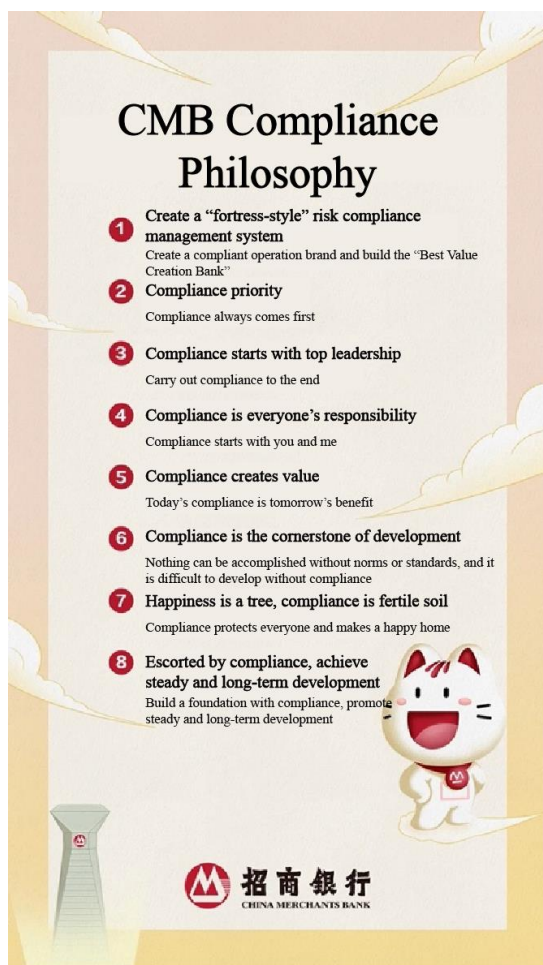 CMB Compliance
Philosophy
1 Create a “fortress-style” risk compliance
management system
Create a compliant operation brand and build the “Best Value
Creation Bank”
2 Compliance priority
Compliance always comes first
3 Compliance starts with top leadership
Carry out compliance to the end
4 Compliance is everyone’s responsibility
Compliance starts with you and me
5 Compliance creates value
Today’s compliance is tomorrow’s benefit
6 Compliance is the cornerstone of development
Nothing can be accomplished without norms or standards, and it
is difficult to develop without compliance
7 Happiness is a tree, compliance is fertile soil
Compliance protects everyone and makes a happy home
8 Escorted by compliance, achieve
steady and long-term development
Build a foundation with compliance, promote
steady and long-term development
招商銀行
CHINA MERCHANTS BANK